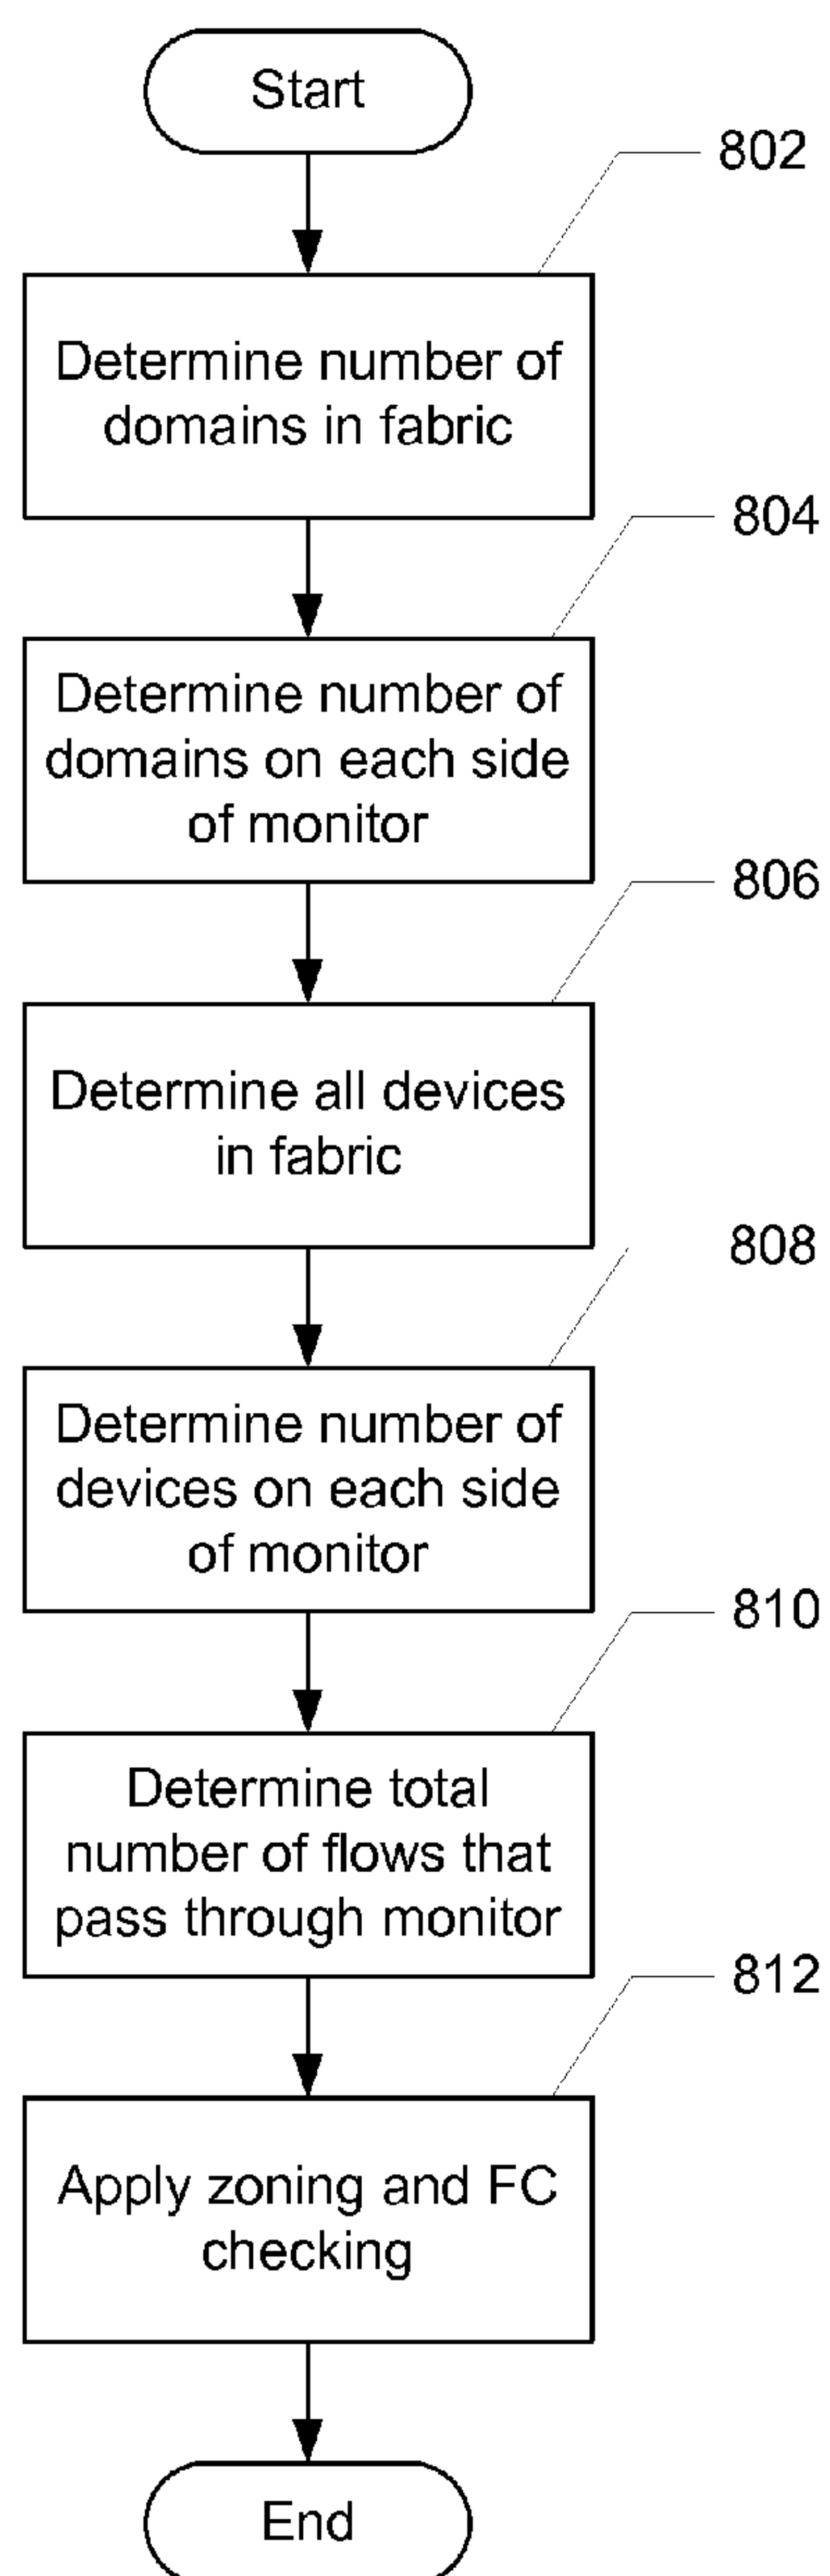 Start
802
Determine number of
domains in fabric
804
Determine number of
domains on each side
of monitor
806
Determine all devices
in fabric
808
Determine number of
devices on each side
of monitor
810
Determine total
number of flows that
pass through monitor
812
Apply zoning and FC
checking
End